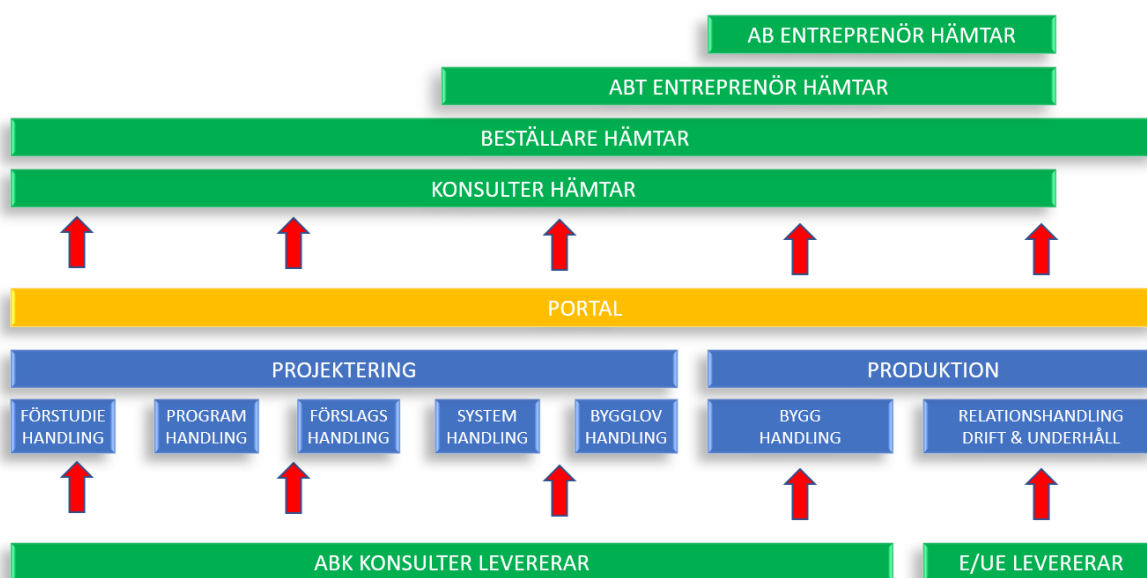 AB ENTREPRENÖR HÄMTAR
ABT ENTREPRENÖR HÄMTAR
BESTÄLLARE HÄMTAR
KONSULTER HÄMTAR
PORTAL
PROJEKTERING
PRODUKTION
FÖRSTUDIE
HANDLING
PROGRAM
HANDLING
FÖRSLAGS
HANDLING
SYSTEM
HANDLING
BYGGLOV
HANDLING
BYGG
HANDLING
RELATIONSHANDLING
DRIFT & UNDERHÅLL
ABK KONSULTER LEVERERAR
E/UE LEVERERAR